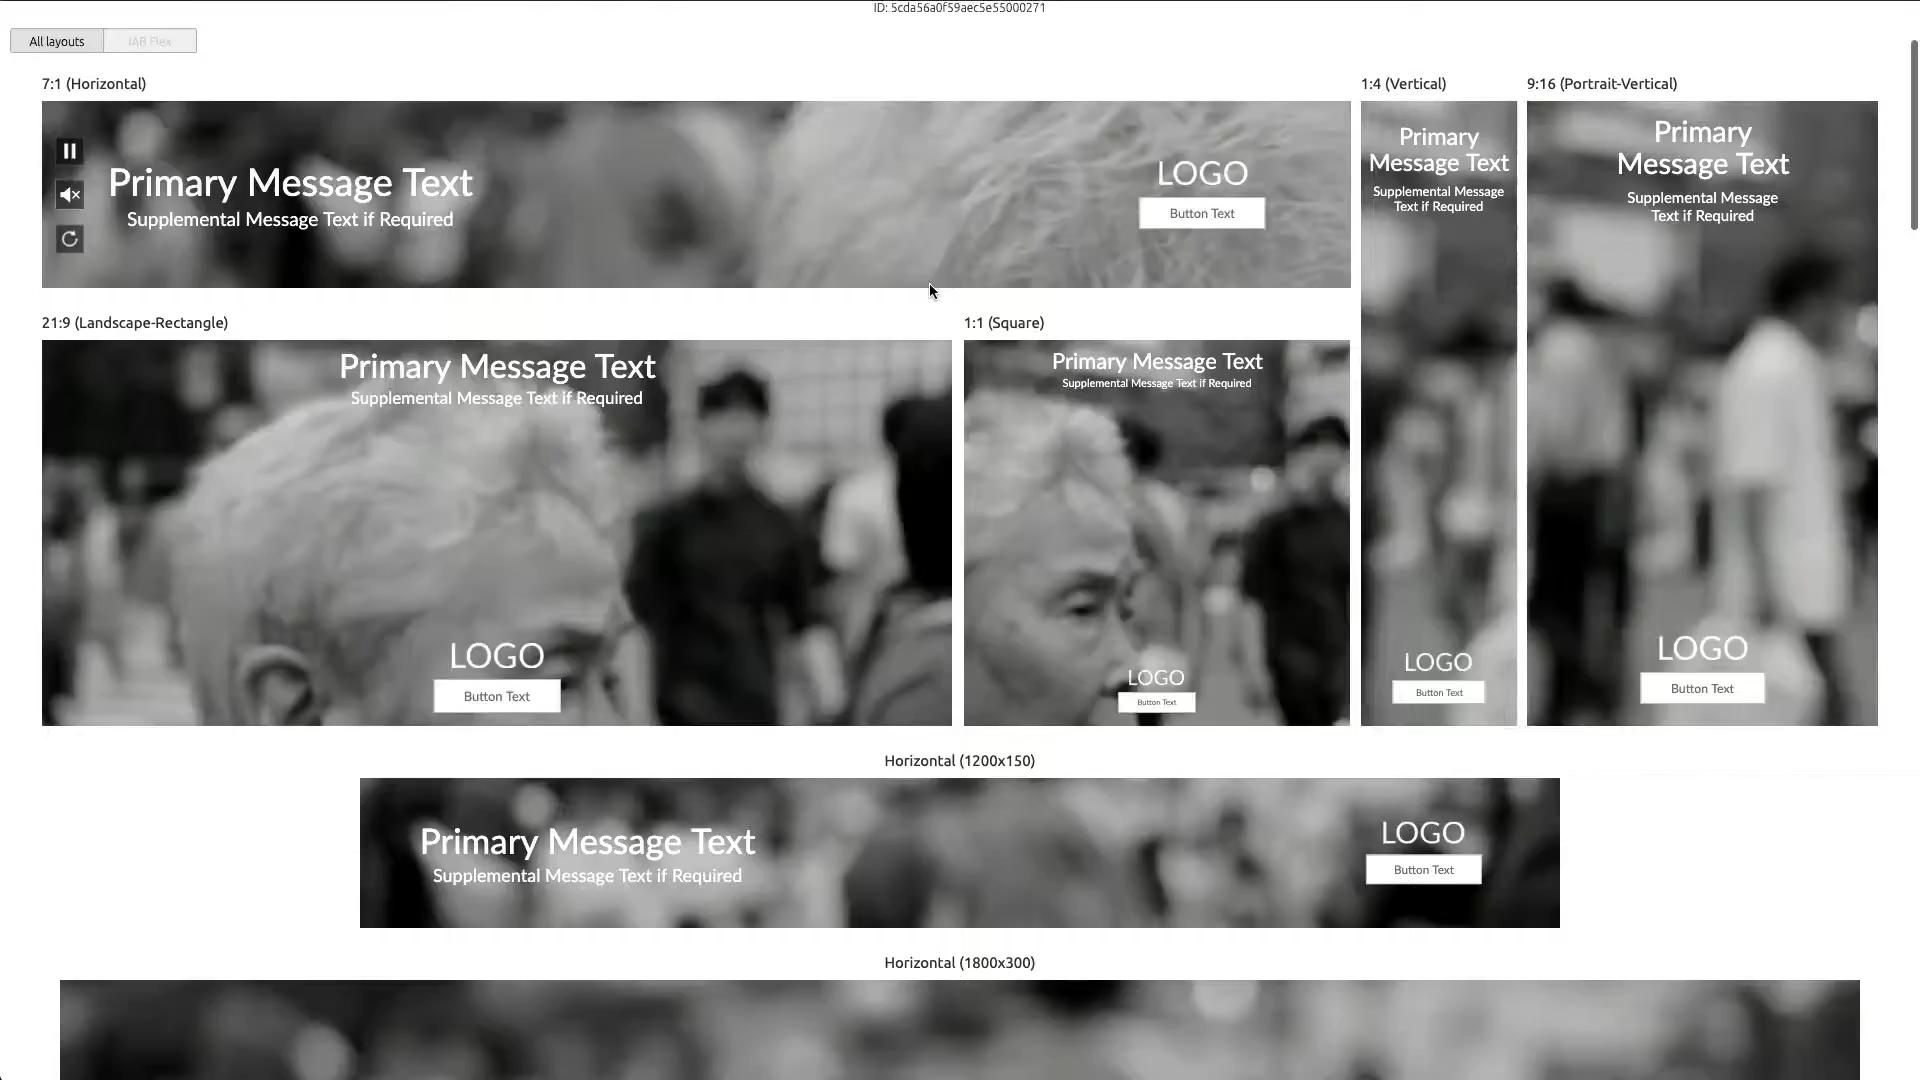 ID: 5cda56a0f59aec5e55000271
All layouts
IAB Flex
7:1 (Horizontal)
Primary Message Text
Supplemental Message Text if Required
LOGO
Button Text
1:4 (Vertical)
Primary
Message Text
Supplemental Message
Text if Required
LOGO
Button Text
9:16 (Portrait-Vertical)
Primary
Message Text
Supplemental Message
Text if Required
LOGO
Button Text
21:9 (Landscape-Rectangle)
Primary Message Text
Supplemental Message Text if Required
LOGO
Button Text
1:1 (Square)
Primary Message Text
Supplemental Message Text if Required
LOGO
Button Text
Horizontal (1200x150)
Primary Message Text
Supplemental Message Text if Required
LOGO
Button Text
Horizontal (1800x300)